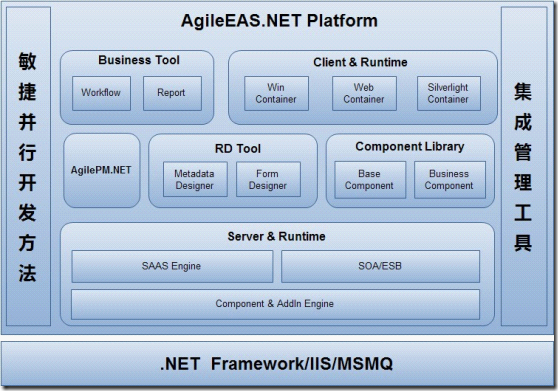 AgileEAS.NET Platform
敏捷并行开发方法
Business Tool
Workflow
Report
Client & Runtime
Win
Container
Web
Container
Silverlight
Container
集成管理工具
AgilePM.NET
RD Tool
Metadata
Designer
Form
Designer
Component Library
Base
Component
Business
Component
Server & Runtime
SAAS Engine
SOA/ESB
Component & AddIn Engine
.NET Framework/IIS/MSMQ